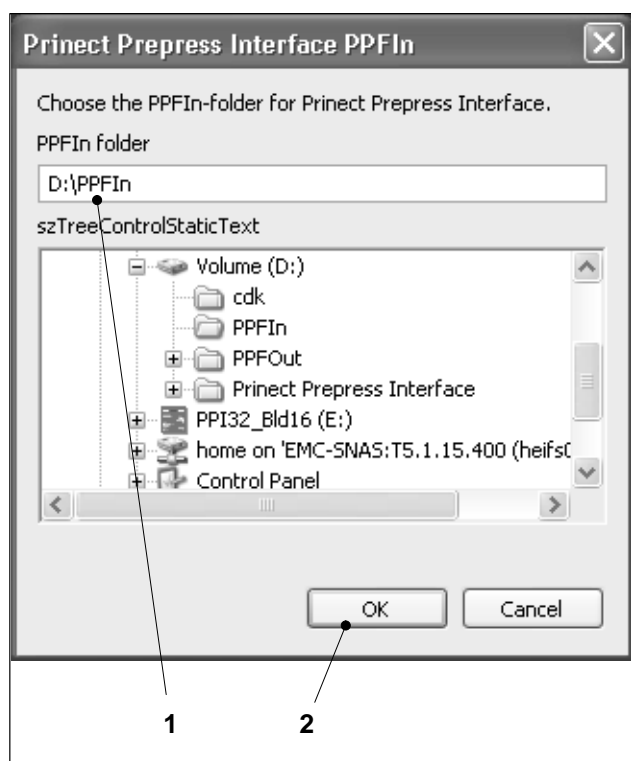 Prinect Prepress Interface PPFIn
Choose the PPFIn-folder for Prinect Prepress Interface.
PPFIn folder
D:\PPFIn
szTreeControlStaticText
Volume (D:)
cdk
PPFIn
PPFOut
Prinect Prepress Interface
PPI32_Bld16 (E:)
home on 'EMC-SNAS:T5.1.15.400 (heifs0
Control Panel
OK Cancel
1 2